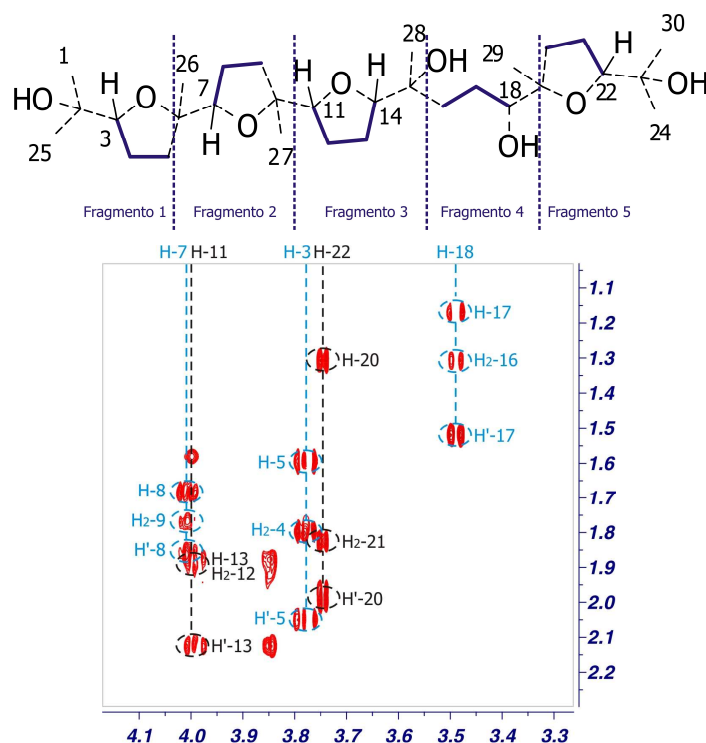 28
30
1
26
29
H
OH
H
HO
H
O
7
H
O
H
18
OH
11
14
O
22
3
O
H
OH
25
27
24
Fragmento 1
Fragmento 2
Fragmento 3
Fragmento 4
Fragmento 5
H-7 H-11
H-3 H-22
H-18
H-17
H2-16
H'-17
H-20
H-5
H-8
H2-9
H'-8
H2-4
H2-21
H-13
H2-12
H'-20
H'-5
H'-13
1.1
1.2
1.3
1.4
1.5
1.6
1.7
1.8
1.9
2.0
2.1
2.2
4.1 4.0 3.9 3.8 3.7 3.6 3.5 3.4 3.3